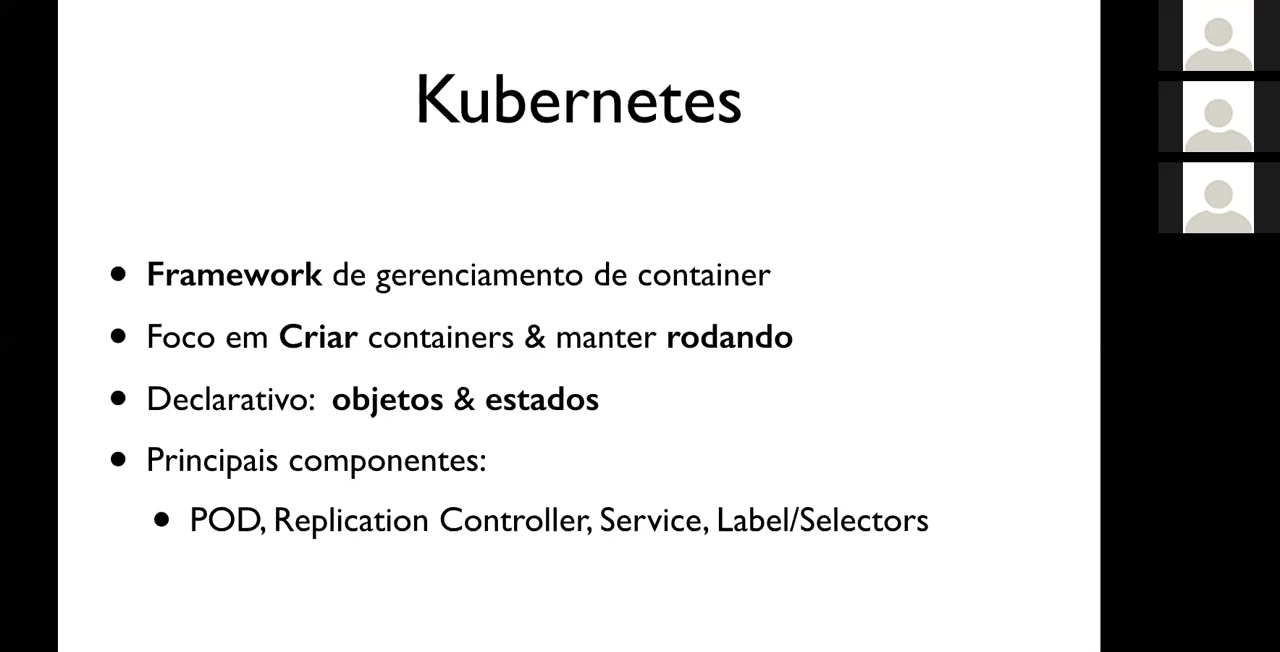 Kubernetes
• Framework de gerenciamento de container
• Foco em Criar containers & manter rodando
• Declarativo: objetos & estados
• Principais componentes:
• POD, Replication Controller, Service, Label/Selectors